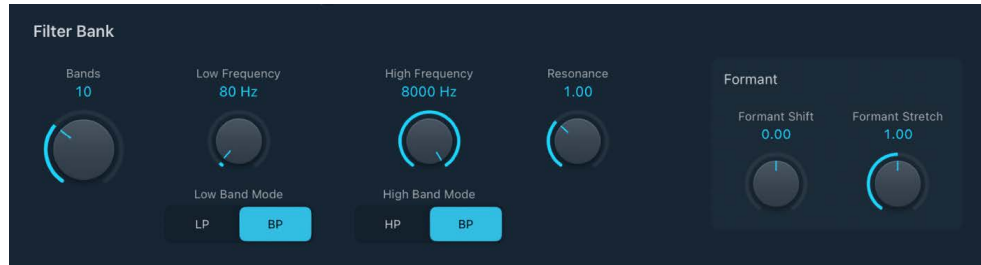 Filter Bank
Bands
10
Low Frequency
80 Hz
High Frequency
8000 Hz
Resonance
1.00
Low Band Mode
LP
BP
High Band Mode
HP
BP
Formant
Formant Shift
0.00
Formant Stretch
1.00